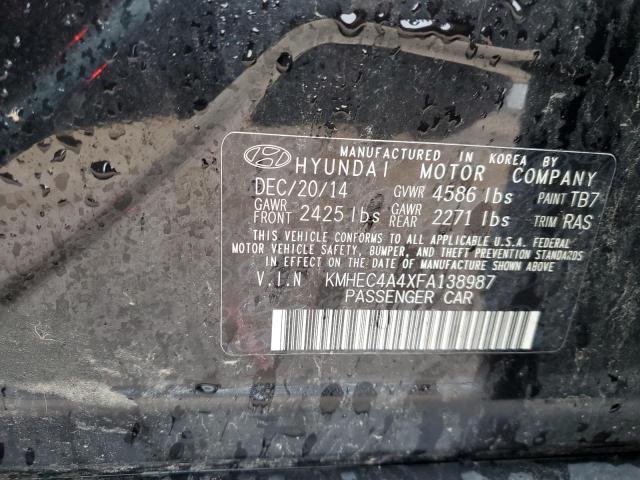 MANUFACTURED IN KOREA BY
HYUNDAI MOTOR COMPANY
DEC/20/14 GVWR 4586 lbs PAINT TB7
GAWR FRONT 2425 lbs GAWR REAR 2271 lbs TRIM RAS
THIS VEHICLE CONFORMS TO ALL APPLICABLE U.S.A. FEDERAL
MOTOR VEHICLE SAFETY, BUMPER, AND THEFT PREVENTION STANDARDS
IN EFFECT ON THE DATE OF MANUFACTURE SHOWN ABOVE.
V.I.N KMHEC4A4XFA138987
PASSENGER CAR